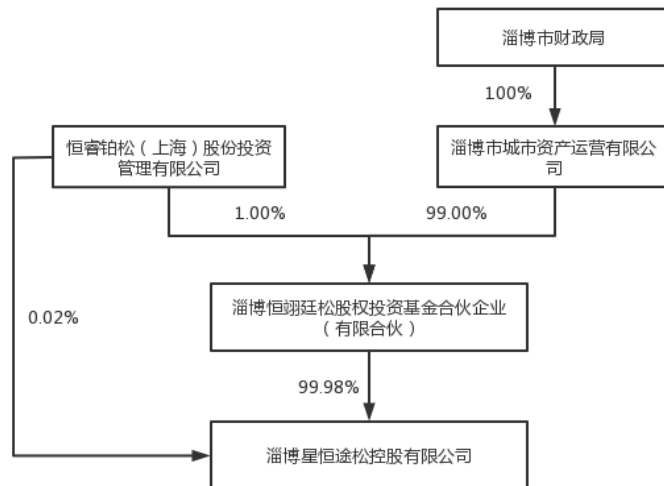 淄博市财政局
100%
恒睿铂松（上海）股份投资
管理有限公司
淄博市城市资产运营有限公
司
1.00%
99.00%
0.02%
淄博恒翊廷松股权投资基金合伙企业
（有限合伙）
99.98%
淄博星恒途松控股有限公司